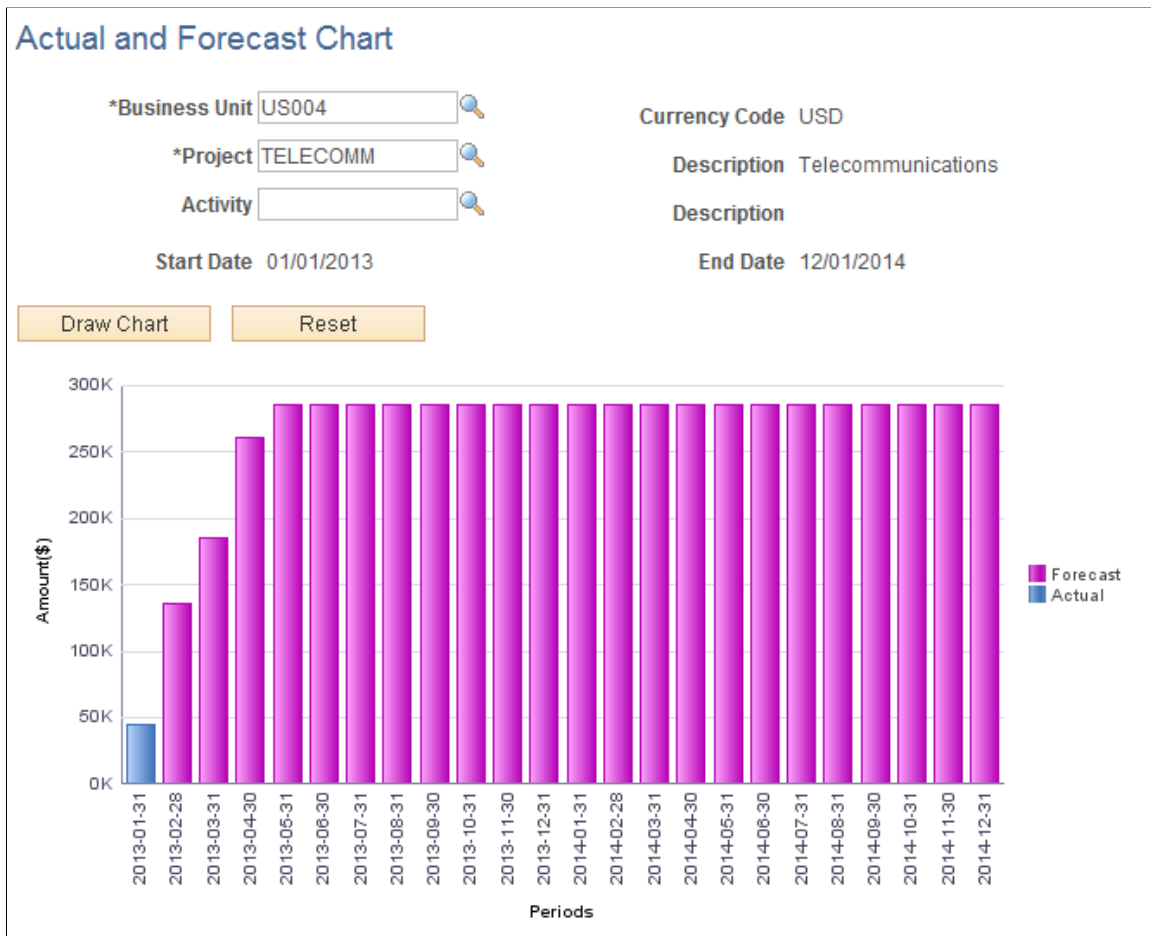 Actual and Forecast Chart
*Business Unit US004
Currency Code USD
*Project TELECOMM
Description Telecommunications
Activity
Description
Start Date 01/01/2013
End Date 12/01/2014
Draw Chart
Reset
300K
250K
200K
150K
100K
50K
0K
Amount($)
Forecast
Actual
2013-01-31
2013-02-28
2013-03-31
2013-04-30
2013-05-31
2013-06-30
2013-07-31
2013-08-31
2013-09-30
2013-10-31
2013-11-30
2013-12-31
2014-01-31
2014-02-28
2014-03-31
2014-04-30
2014-05-31
2014-06-30
2014-07-31
2014-08-31
2014-09-30
2014-10-31
2014-11-30
2014-12-31
Periods